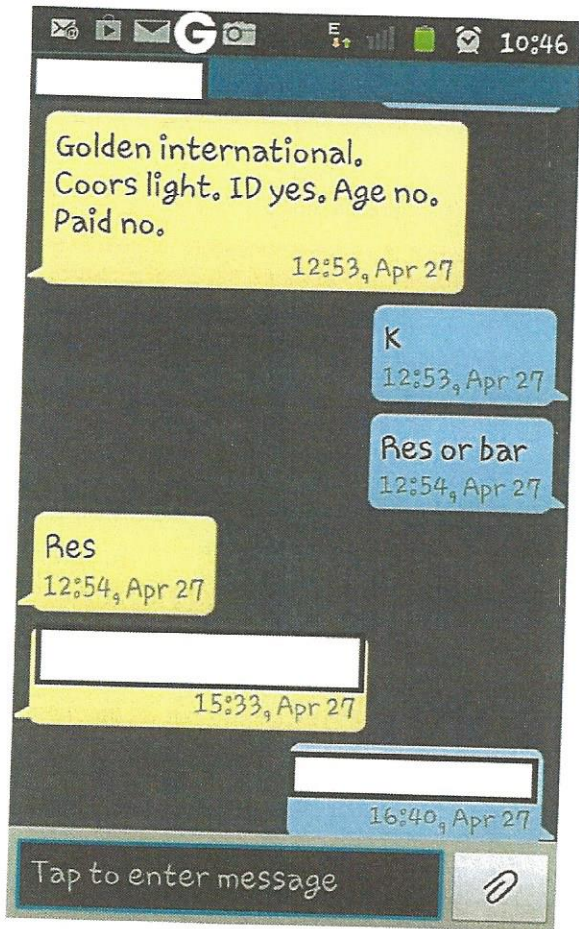 G
E
10:46
Golden international.
Coors light. ID yes. Age no.
Paid no.
12:53, Apr 27
K
12:53, Apr 27
Res or bar
12:54, Apr 27
Res
12:54, Apr 27
15:33, Apr 27
16:40, Apr 27
Tap to enter message